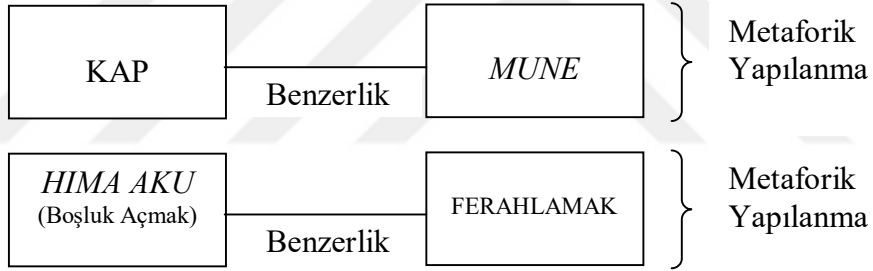 KAP
Benzerlik
MUNE
Metaforik
Yapılanma
HIMA AKU
(Boşluk Açmak)
Benzerlik
FERAHLAMAK
Metaforik
Yapılanma